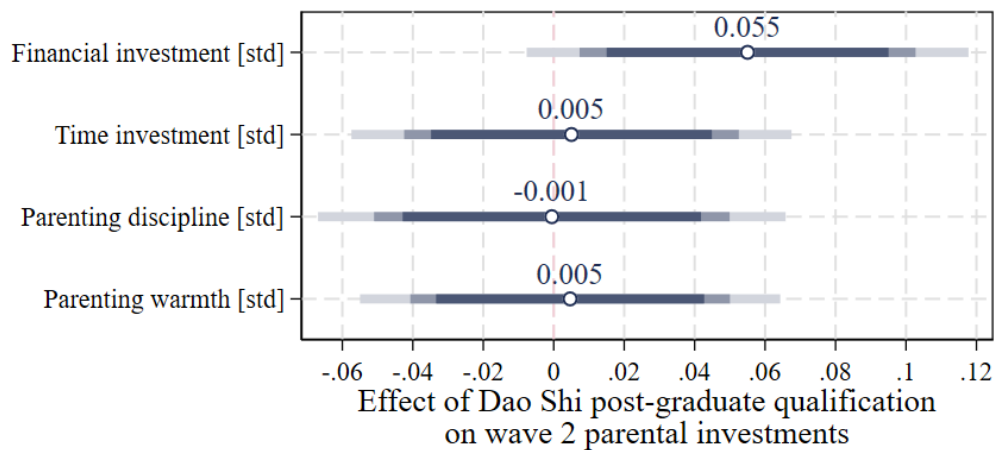 0.055
Financial investment [std]
0.005
Time investment [std]
-0.001
Parenting discipline [std]
0.005
Parenting warmth [std]
-.06 -.04 -.02 0 .02 .04 .06 .08 .1 .12
Effect of Dao Shi post-graduate qualification
on wave 2 parental investments